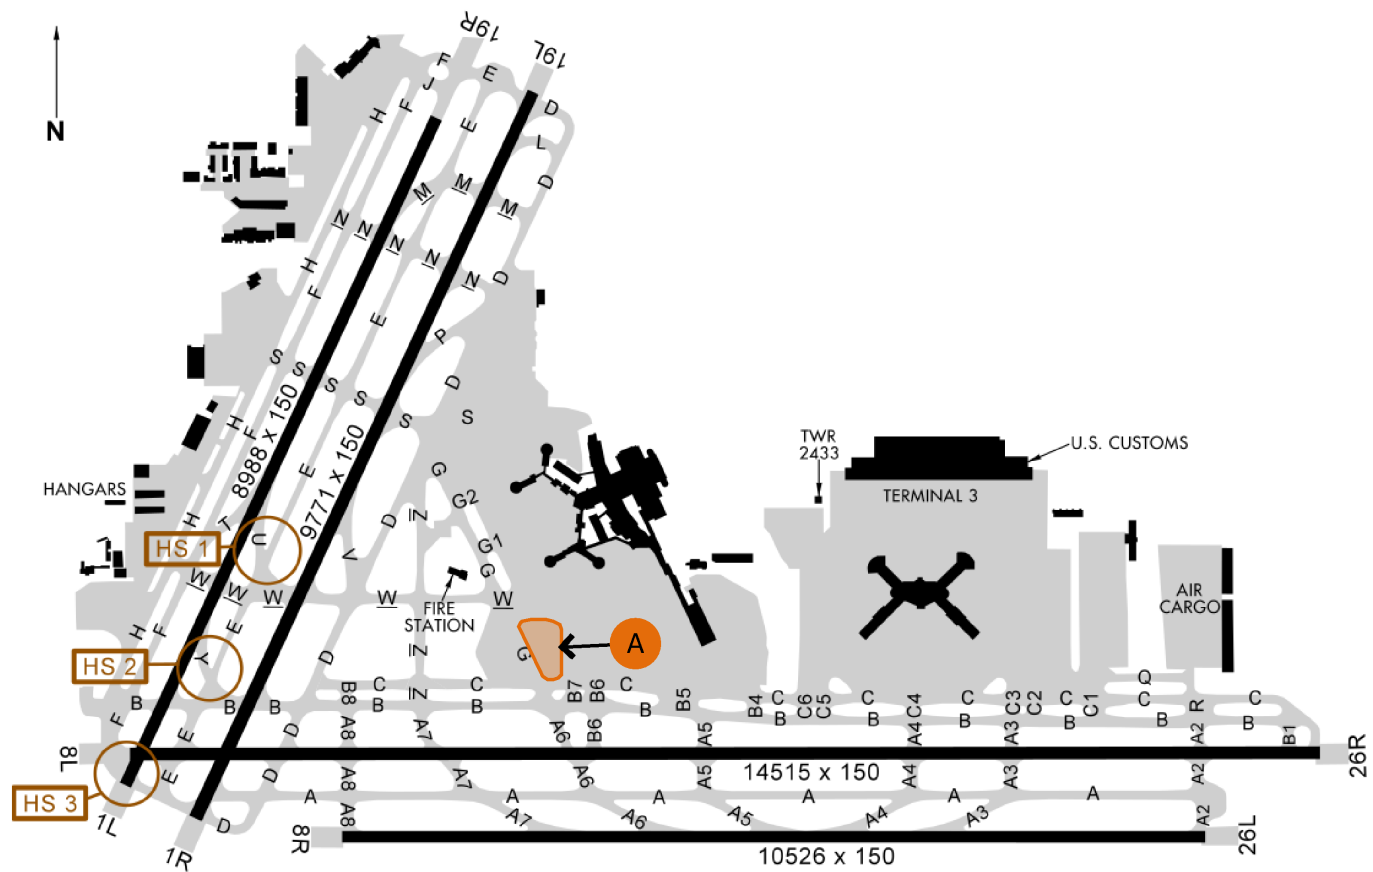 19R
19L
F
E
J
D
F
H
E
L
D
M
M
M
N
N
N
N
N
H
D
F
E
P
S
S
D
S
S
S
S
8988 x 150
H
F
9771 x 150
TWR
2433
U.S. CUSTOMS
TERMINAL 3
HANGARS
E
G
G2
H
T
D
Z
HS 1
U
V
G1
G
W
W
W
W
W
FIRE
STATION
AIR
CARGO
H
F
E
Z
G
A
HS 2
Y
D
B8
C
Z
C
B7
B6
C
B5
B4
C
C6
C5
C
C4
C
C3
C2
C
C1
Q
C
R
C
B
B
B
B
B
B
B
B
B
B
B
F
E
D
A8
A7
A6
B6
A5
A4
A3
A2
B1
8L
26R
E
D
A8
A7
A6
A5
14515 x 150
A4
A3
A2
HS 3
A
A
A
A
A
A
1L
D
A8
A7
A6
A5
A4
A3
A2
1R
8R
10526 x 150
26L
N